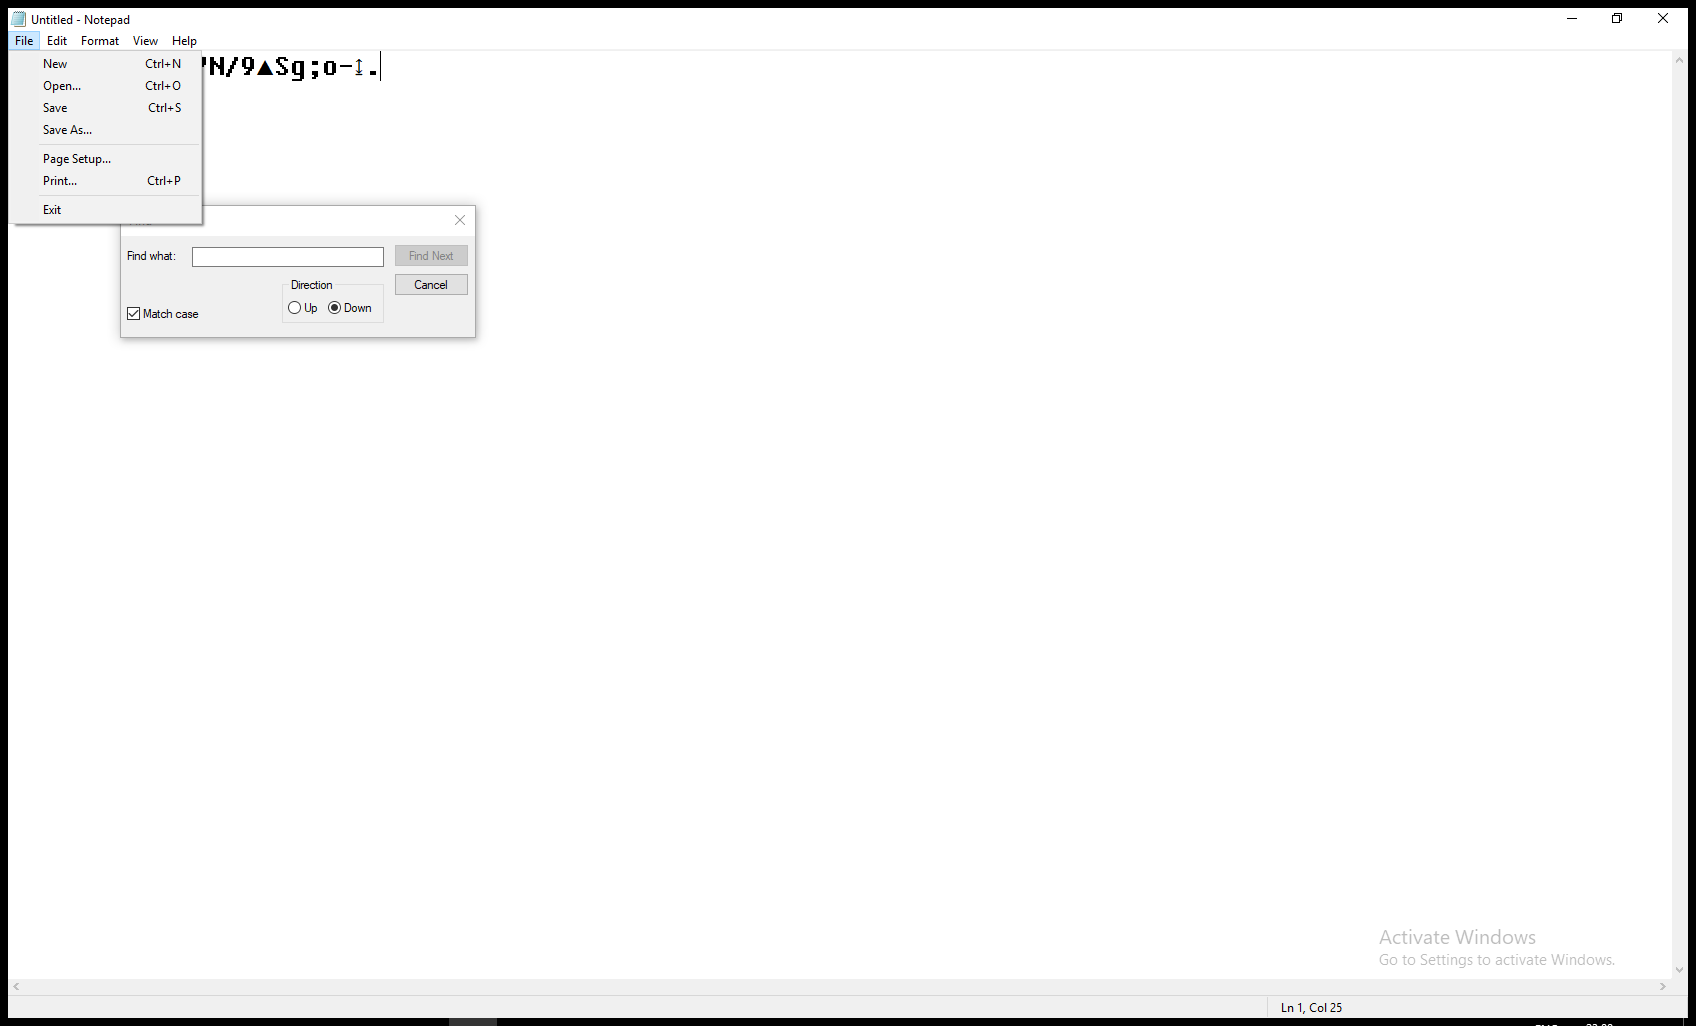 Untitled - Notepad
File Edit Format View Help
New Ctrl+N
Open... Ctrl+O
Save Ctrl+S
Save As...
Page Setup...
Print... Ctrl+P
Exit
N/9▲Sg;o-↨.
Find what:
Find Next
Direction
Cancel
Up Down
Match case
Activate Windows
Go to Settings to activate Windows.
Ln 1, Col 25